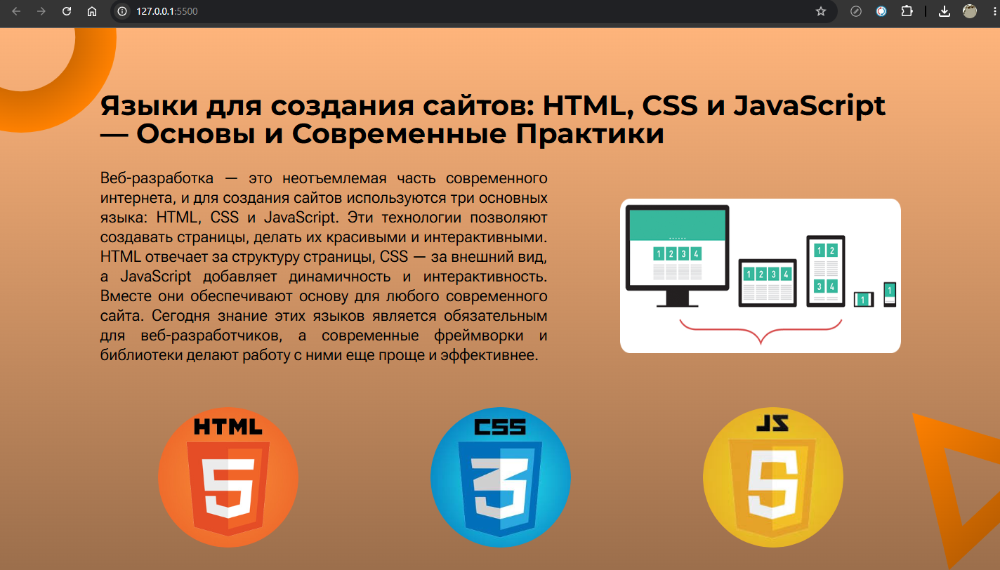 127.0.0.1:5500
Языки для создания сайтов: HTML, CSS и JavaScript
— Основы и Современные Практики
Веб-разработка — это неотъемлемая часть современного
интернета, и для создания сайтов используются три основных
языка: HTML, CSS и JavaScript. Эти технологии позволяют
создавать страницы, делать их красивыми и интерактивными.
HTML отвечает за структуру страницы, CSS — за внешний вид,
а JavaScript добавляет динамичность и интерактивность.
Вместе они обеспечивают основу для любого современного
сайта. Сегодня знание этих языков является обязательным
для веб-разработчиков, а современные фреймворки и
библиотеки делают работу с ними еще проще и эффективнее.
1 2 3 4
1 2 3 4
1 2
3 4
1
1
HTML
5
CSS
3
JS
5